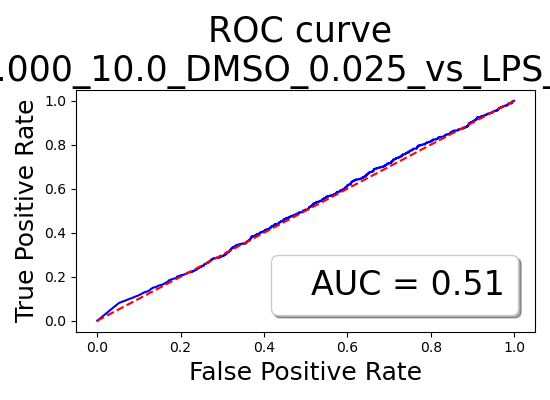 ROC curve
.000_10.0_DMSO_0.025_vs_LPS_
True Positive Rate
1.0
0.8
0.6
0.4
0.2
0.0
AUC = 0.51
0.0 0.2 0.4 0.6 0.8 1.0
False Positive Rate